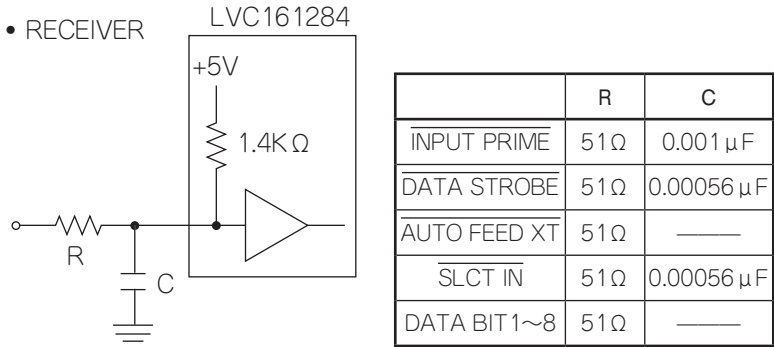 LVC161284
• RECEIVER
+5V
1.4KΩ
R
C
R C
INPUT PRIME 51Ω 0.001μF
DATA STROBE 51Ω 0.00056μF
AUTO FEED XT 51Ω ———
SLCT IN 51Ω 0.00056μF
DATA BIT1～8 51Ω ———